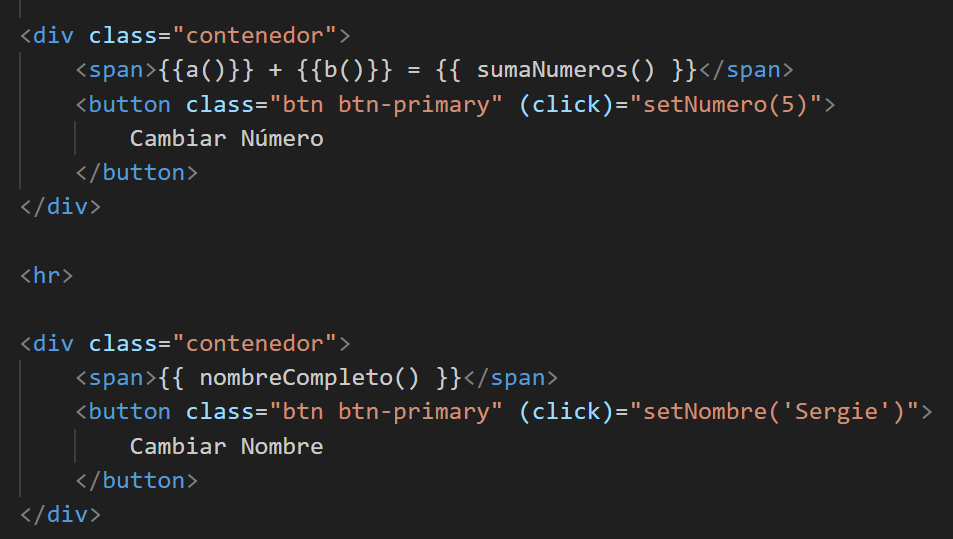 <div class="contenedor">
    <span>{{a()}} + {{b()}} = {{ sumaNumeros() }}</span>
    <button class="btn btn-primary" (click)="setNumero(5)">
        Cambiar Número
    </button>
</div>
<hr>
<div class="contenedor">
    <span>{{ nombreCompleto() }}</span>
    <button class="btn btn-primary" (click)="setNombre('Sergie')">
        Cambiar Nombre
    </button>
</div>